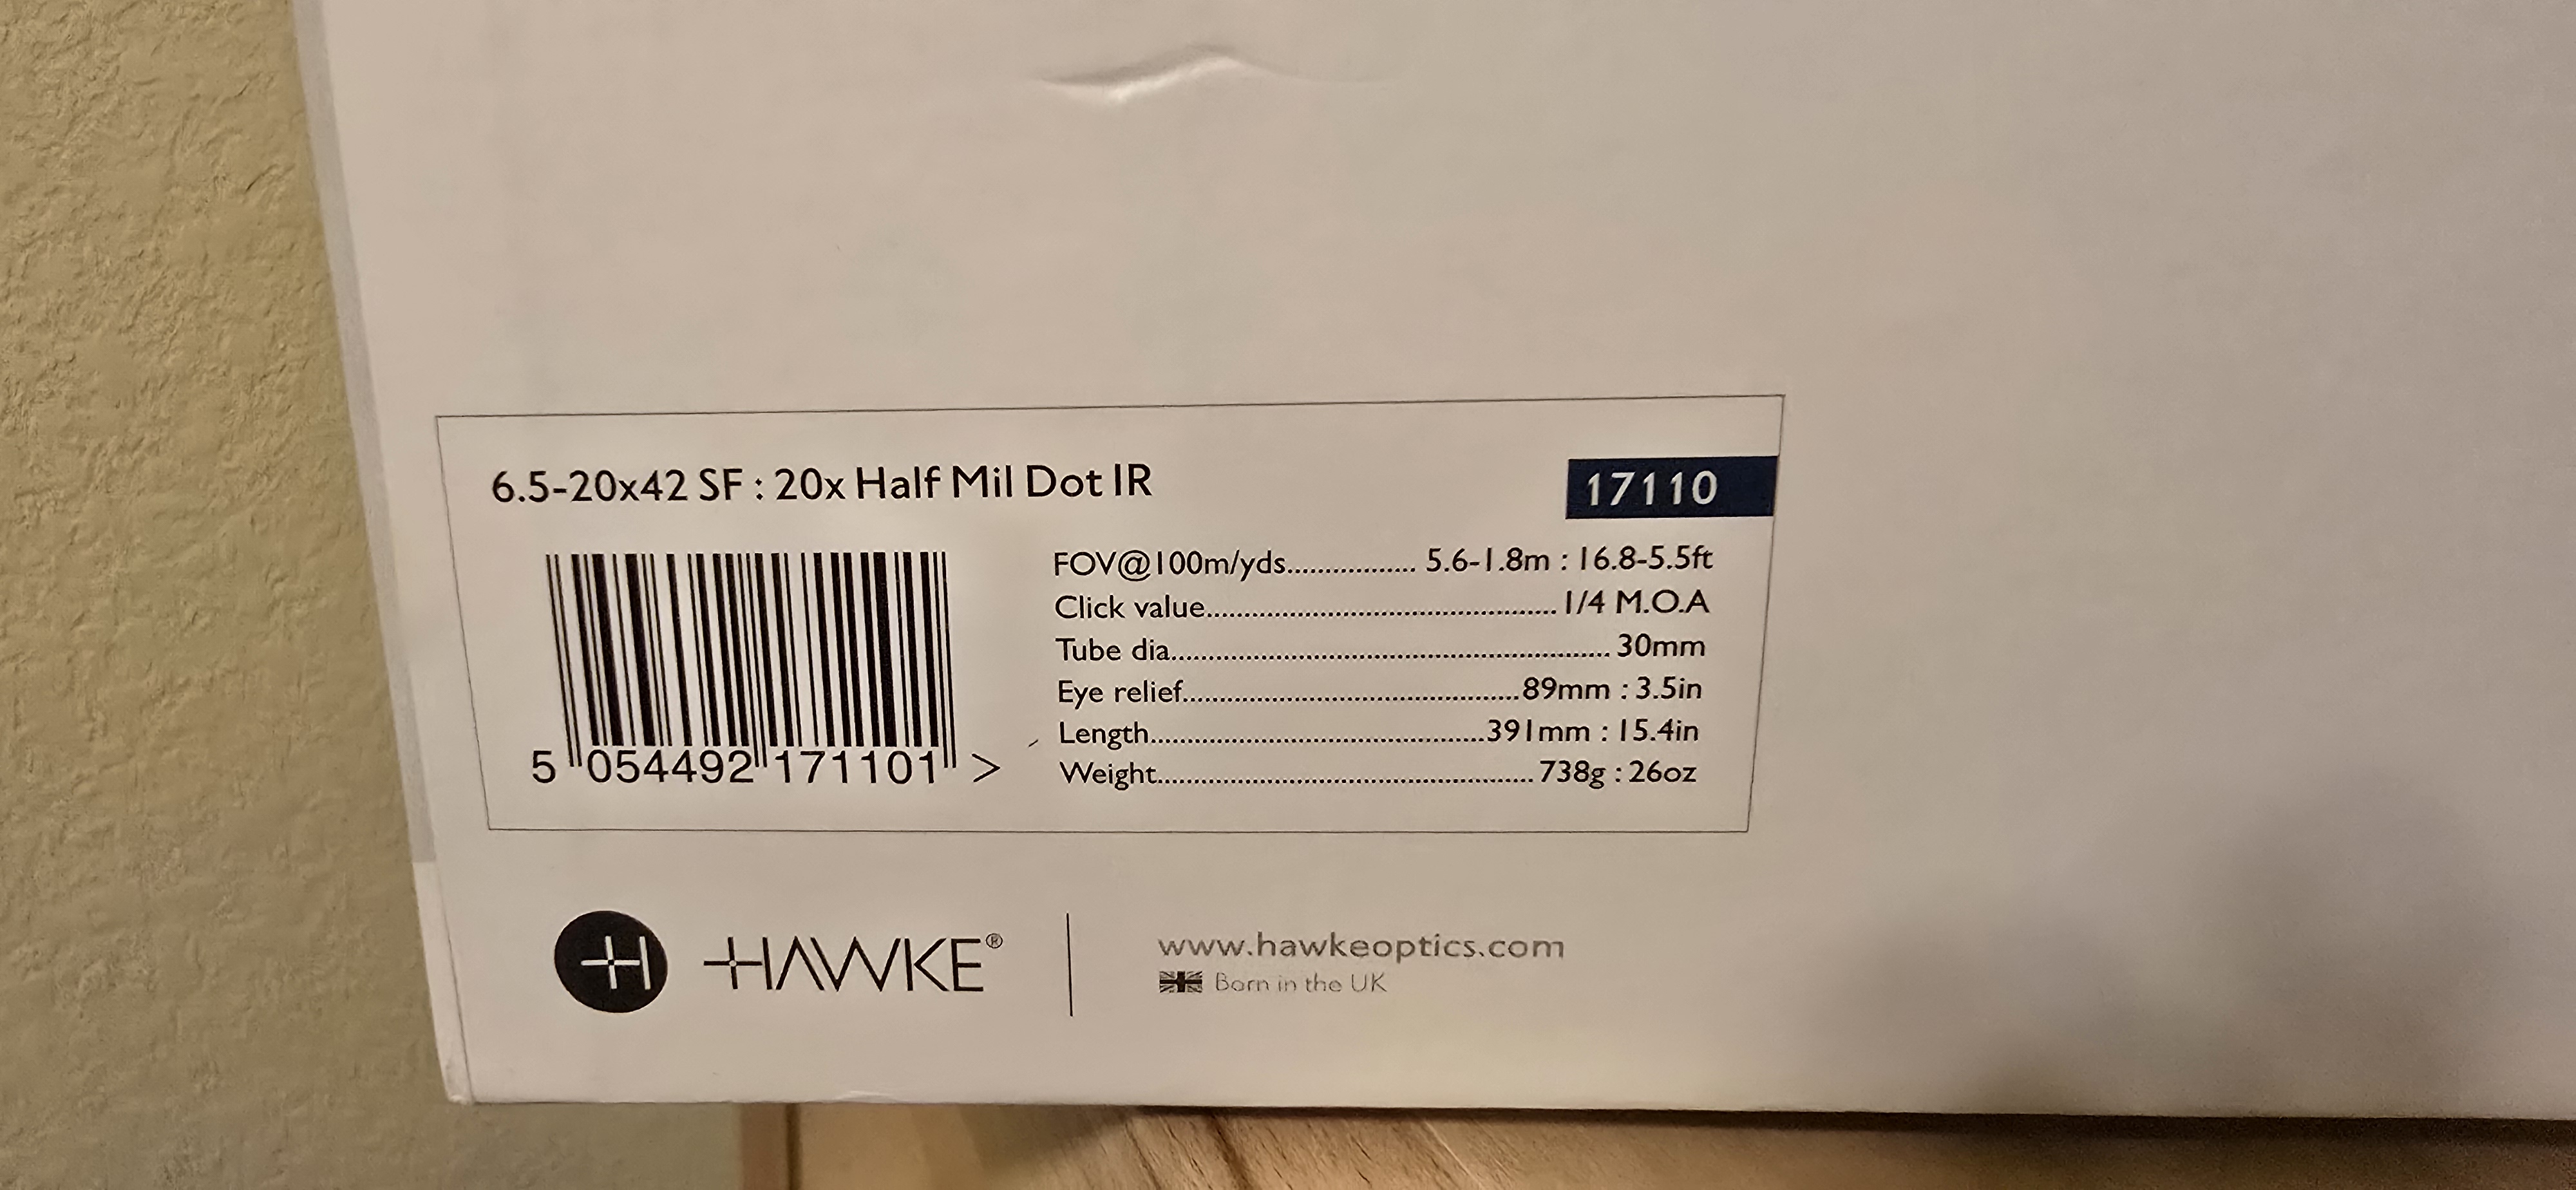 6.5-20x42 SF : 20x Half Mil Dot IR
17110
FOV@100m/yds................ 5.6-1.8m : 16.8-5.5ft
Click value.............................................. 1/4 M.O.A
Tube dia.......................................................... 30mm
Eye relief............................................89mm : 3.5in
Length............................................391mm : 15.4in
Weight.................................................. 738g : 26oz
5 054492 171101 >
H HAWKE®
www.hawkeoptics.com
Born in the UK